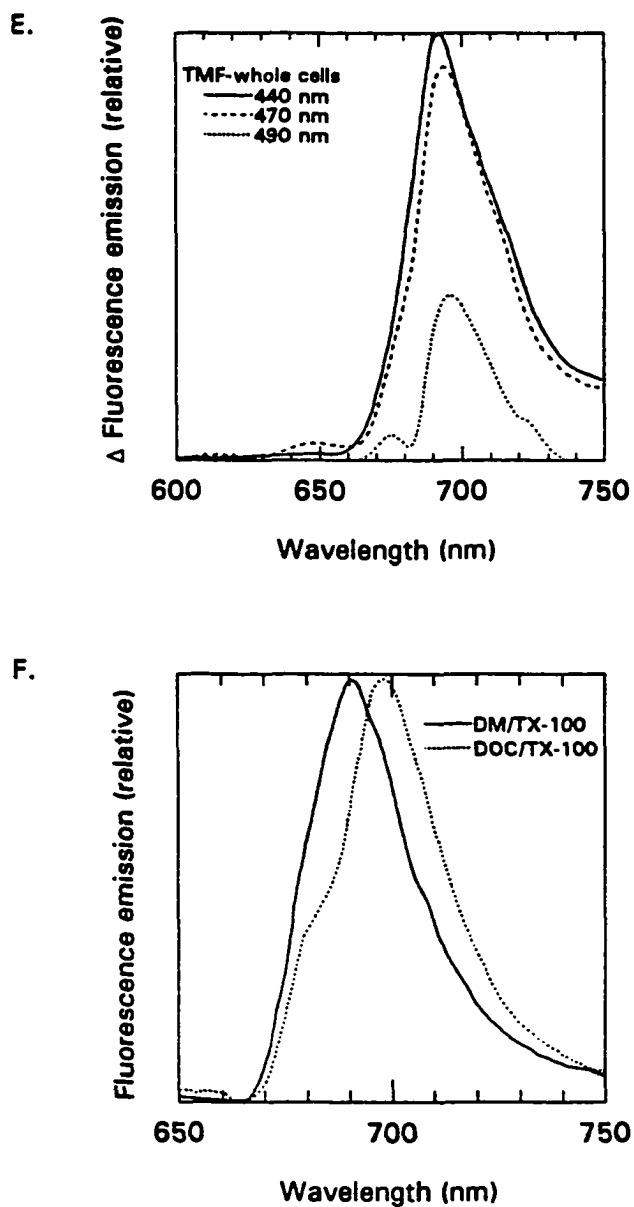 E.
Δ Fluorescence emission (relative)
TMF-whole cells
440 nm
470 nm
490 nm
600 650 700 750
Wavelength (nm)
F.
Fluorescence emission (relative)
DM/TX-100
DOC/TX-100
650 700 750
Wavelength (nm)